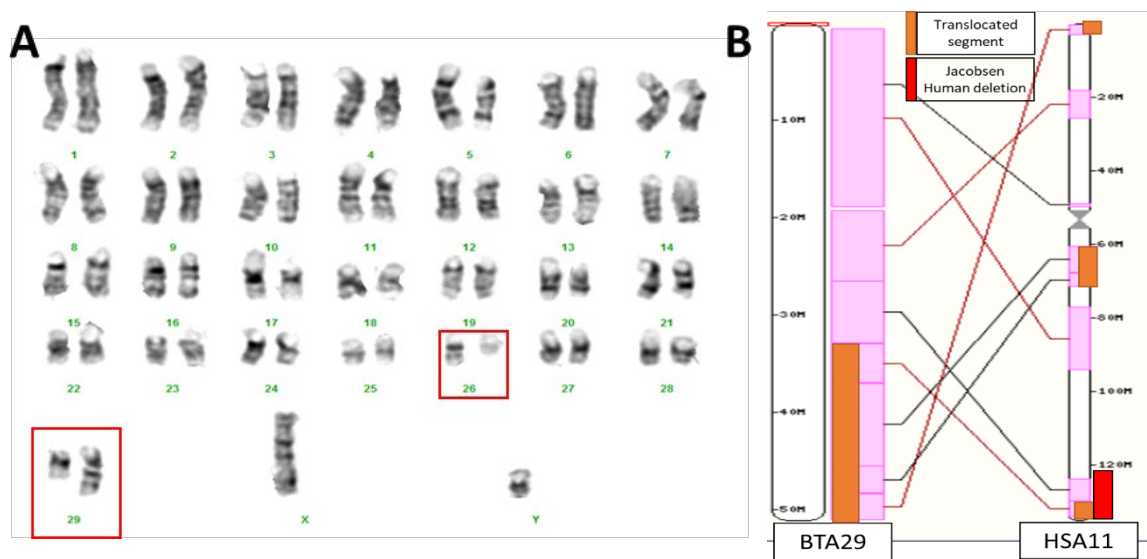 A
1 2 3 4 5 6 7
8 9 10 11 12 13 14
15 16 17 18 19 20 21
22 23 24 25 26 27 28
29 X Y
B
Translocated
segment
Jacobsen
Human deletion
10M
20M
30M
40M
50M
BTA29
20M
40M
60M
80M
100M
120M
HSA11